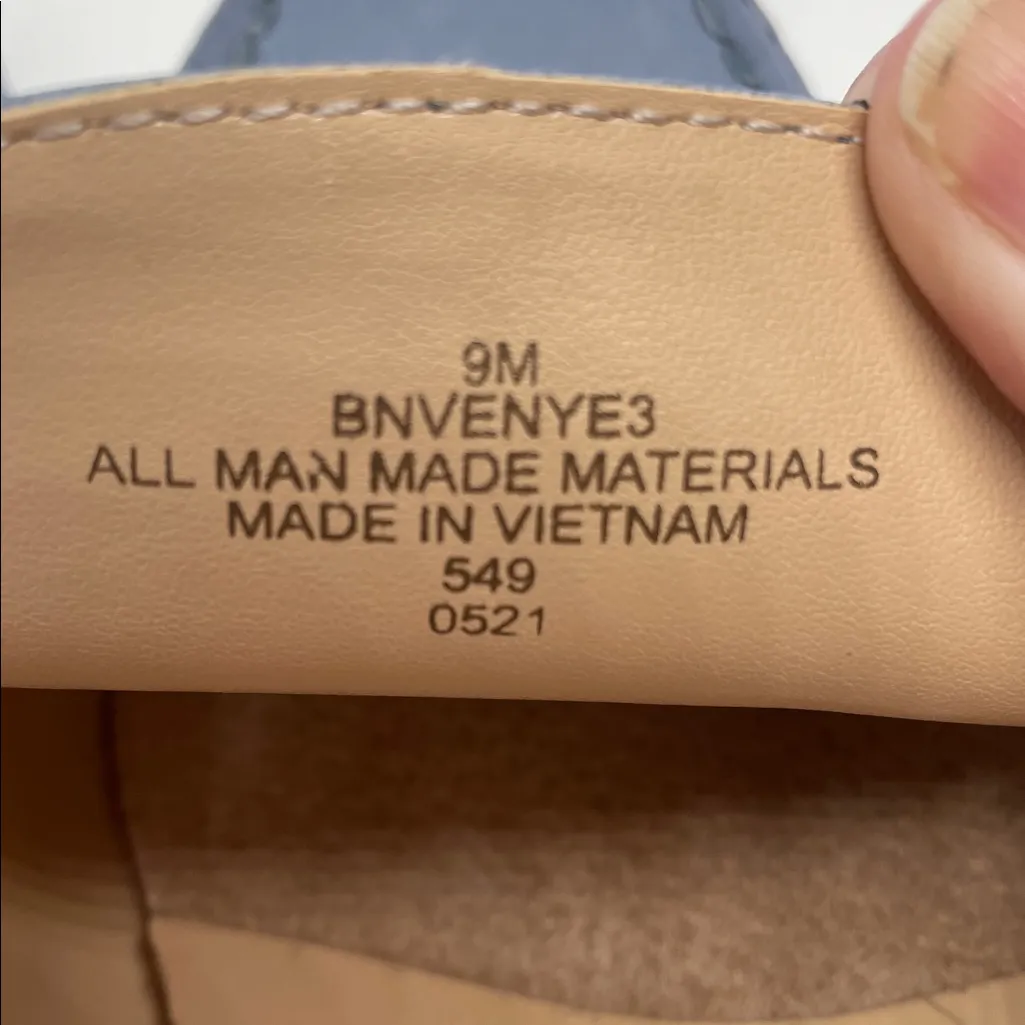 9M
BNVENYE3
ALL MAN MADE MATERIALS
MADE IN VIETNAM
549
0521